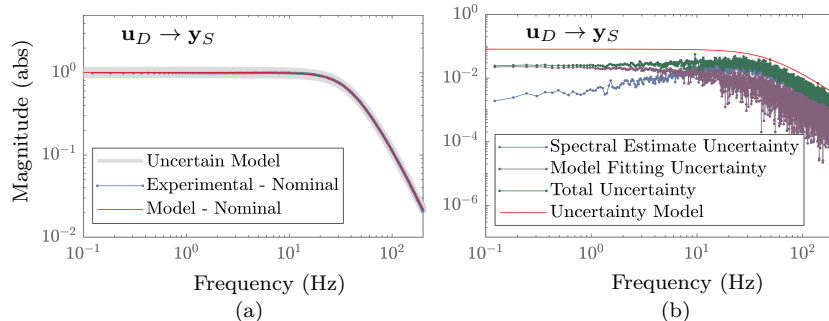 u_D → y_S
Magnitude (abs)
10^0
10^-1
10^-2
Uncertain Model
Experimental - Nominal
Model - Nominal
10^-1 10^0 10^1 10^2
Frequency (Hz)
(a)
u_D → y_S
10^0
10^-2
10^-4
10^-6
Spectral Estimate Uncertainty
Model Fitting Uncertainty
Total Uncertainty
Uncertainty Model
10^-1 10^0 10^1 10^2
Frequency (Hz)
(b)